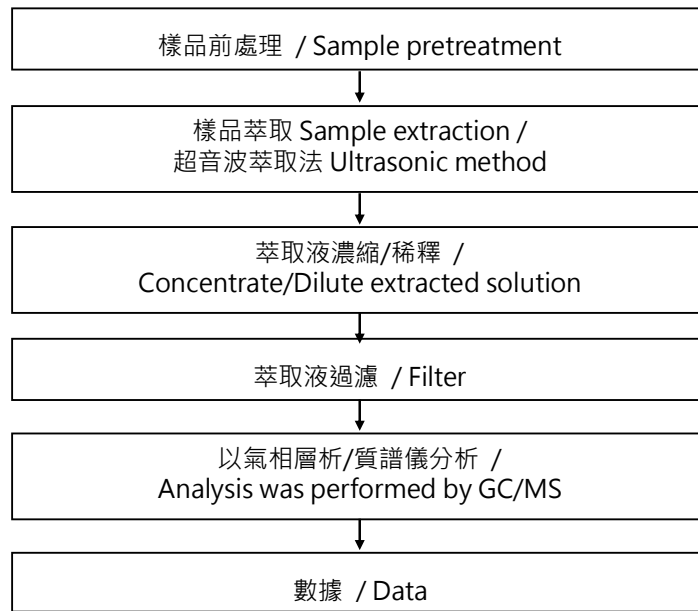 樣品前處理 / Sample pretreatment
樣品萃取 Sample extraction /
超音波萃取法 Ultrasonic method
萃取液濃縮/稀釋 /
Concentrate/Dilute extracted solution
萃取液過濾 / Filter
以氣相層析/質譜儀分析 /
Analysis was performed by GC/MS
數據 / Data